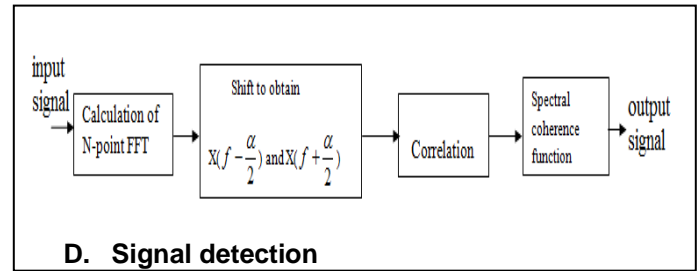 input
signal
Calculation of
N-point FFT
Shift to obtain
X(f − α/2) and X(f + α/2)
Correlation
Spectral
coherence
function
output
signal
D. Signal detection